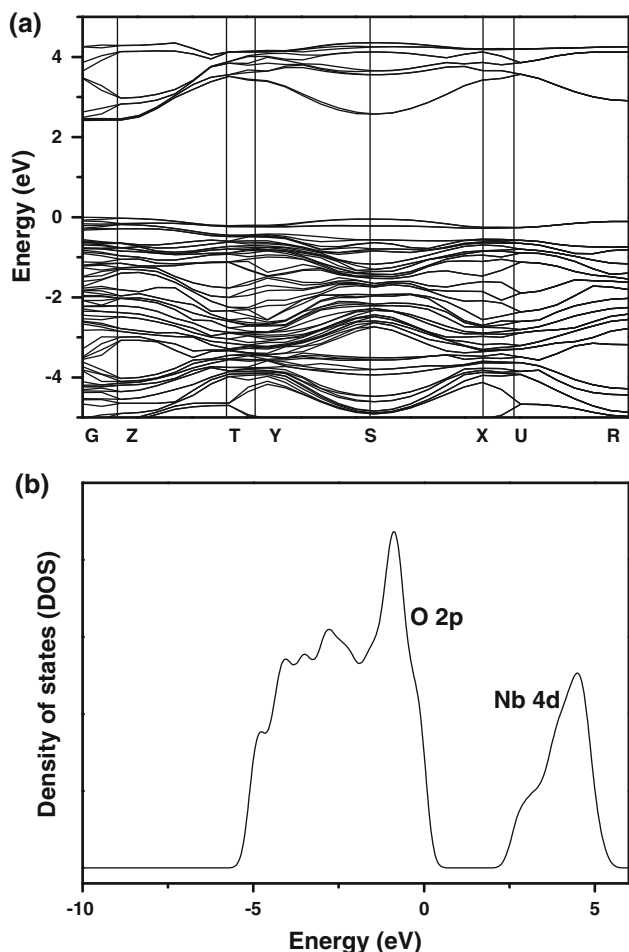 (a)
Energy (eV)
4
2
0
-2
-4
G Z T Y S X U R
(b)
Density of states (DOS)
O 2p
Nb 4d
-10 -5 0 5
Energy (eV)